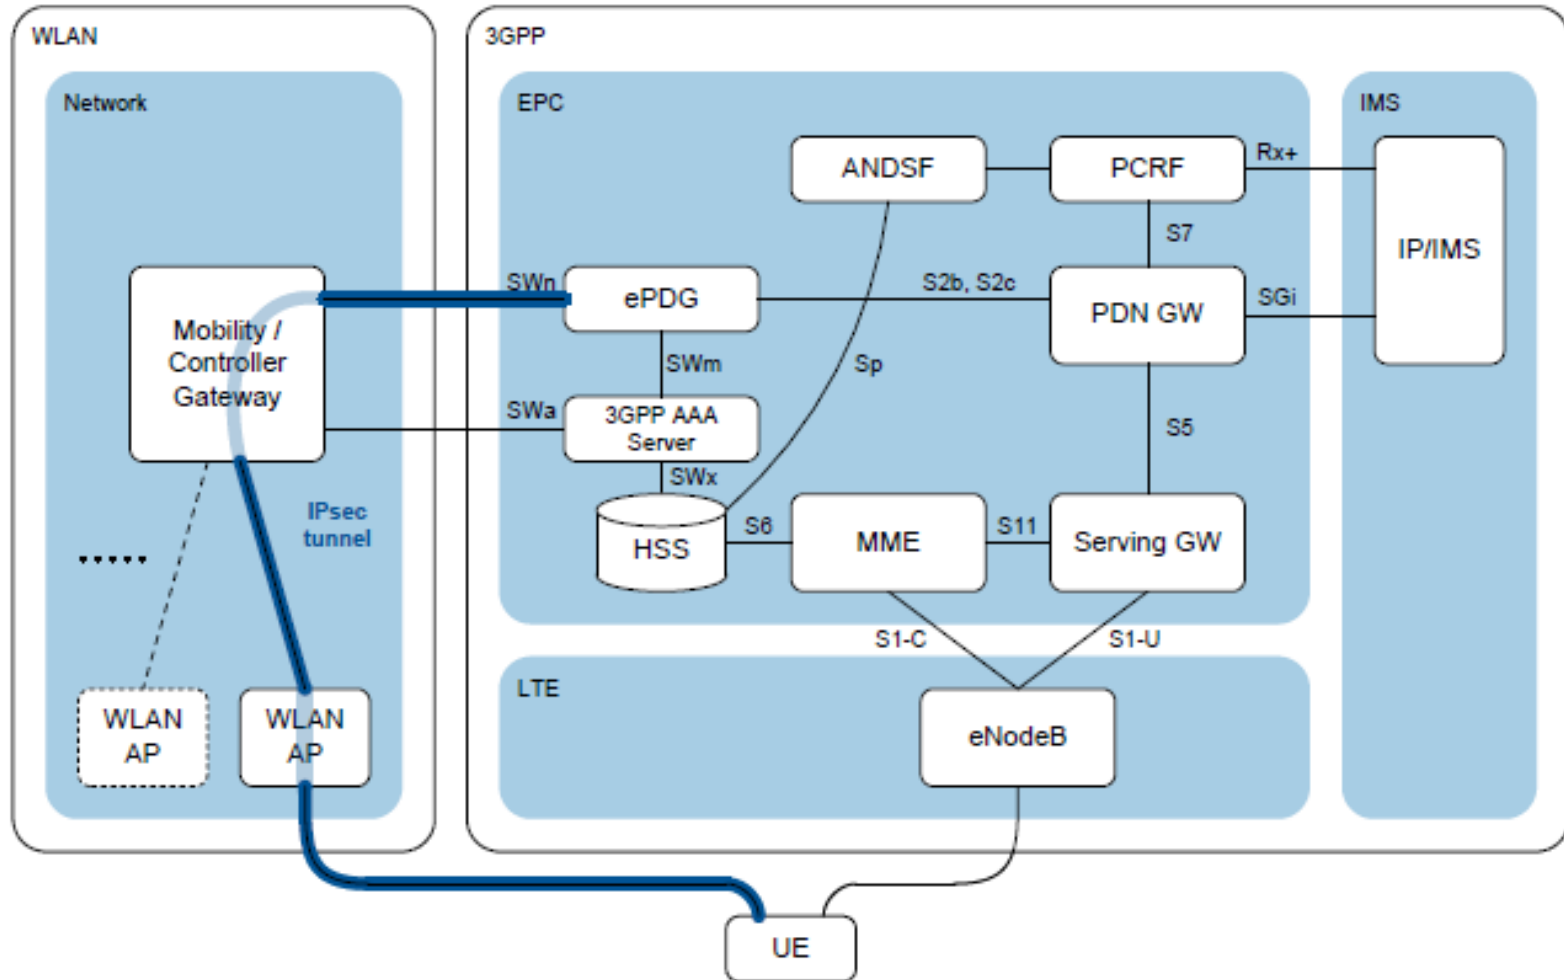 WLAN
3GPP
Network
EPC
IMS
ANDSF
PCRF
Rx+
S7
IP/IMS
SWn
ePDG
S2b, S2c
PDN GW
SGi
Mobility /
Controller
Gateway
SWm
Sp
SWa
3GPP AAA
Server
S5
SWx
IPsec
tunnel
HSS
S6
MME
S11
Serving GW
S1-C
S1-U
LTE
WLAN
AP
WLAN
AP
eNodeB
UE